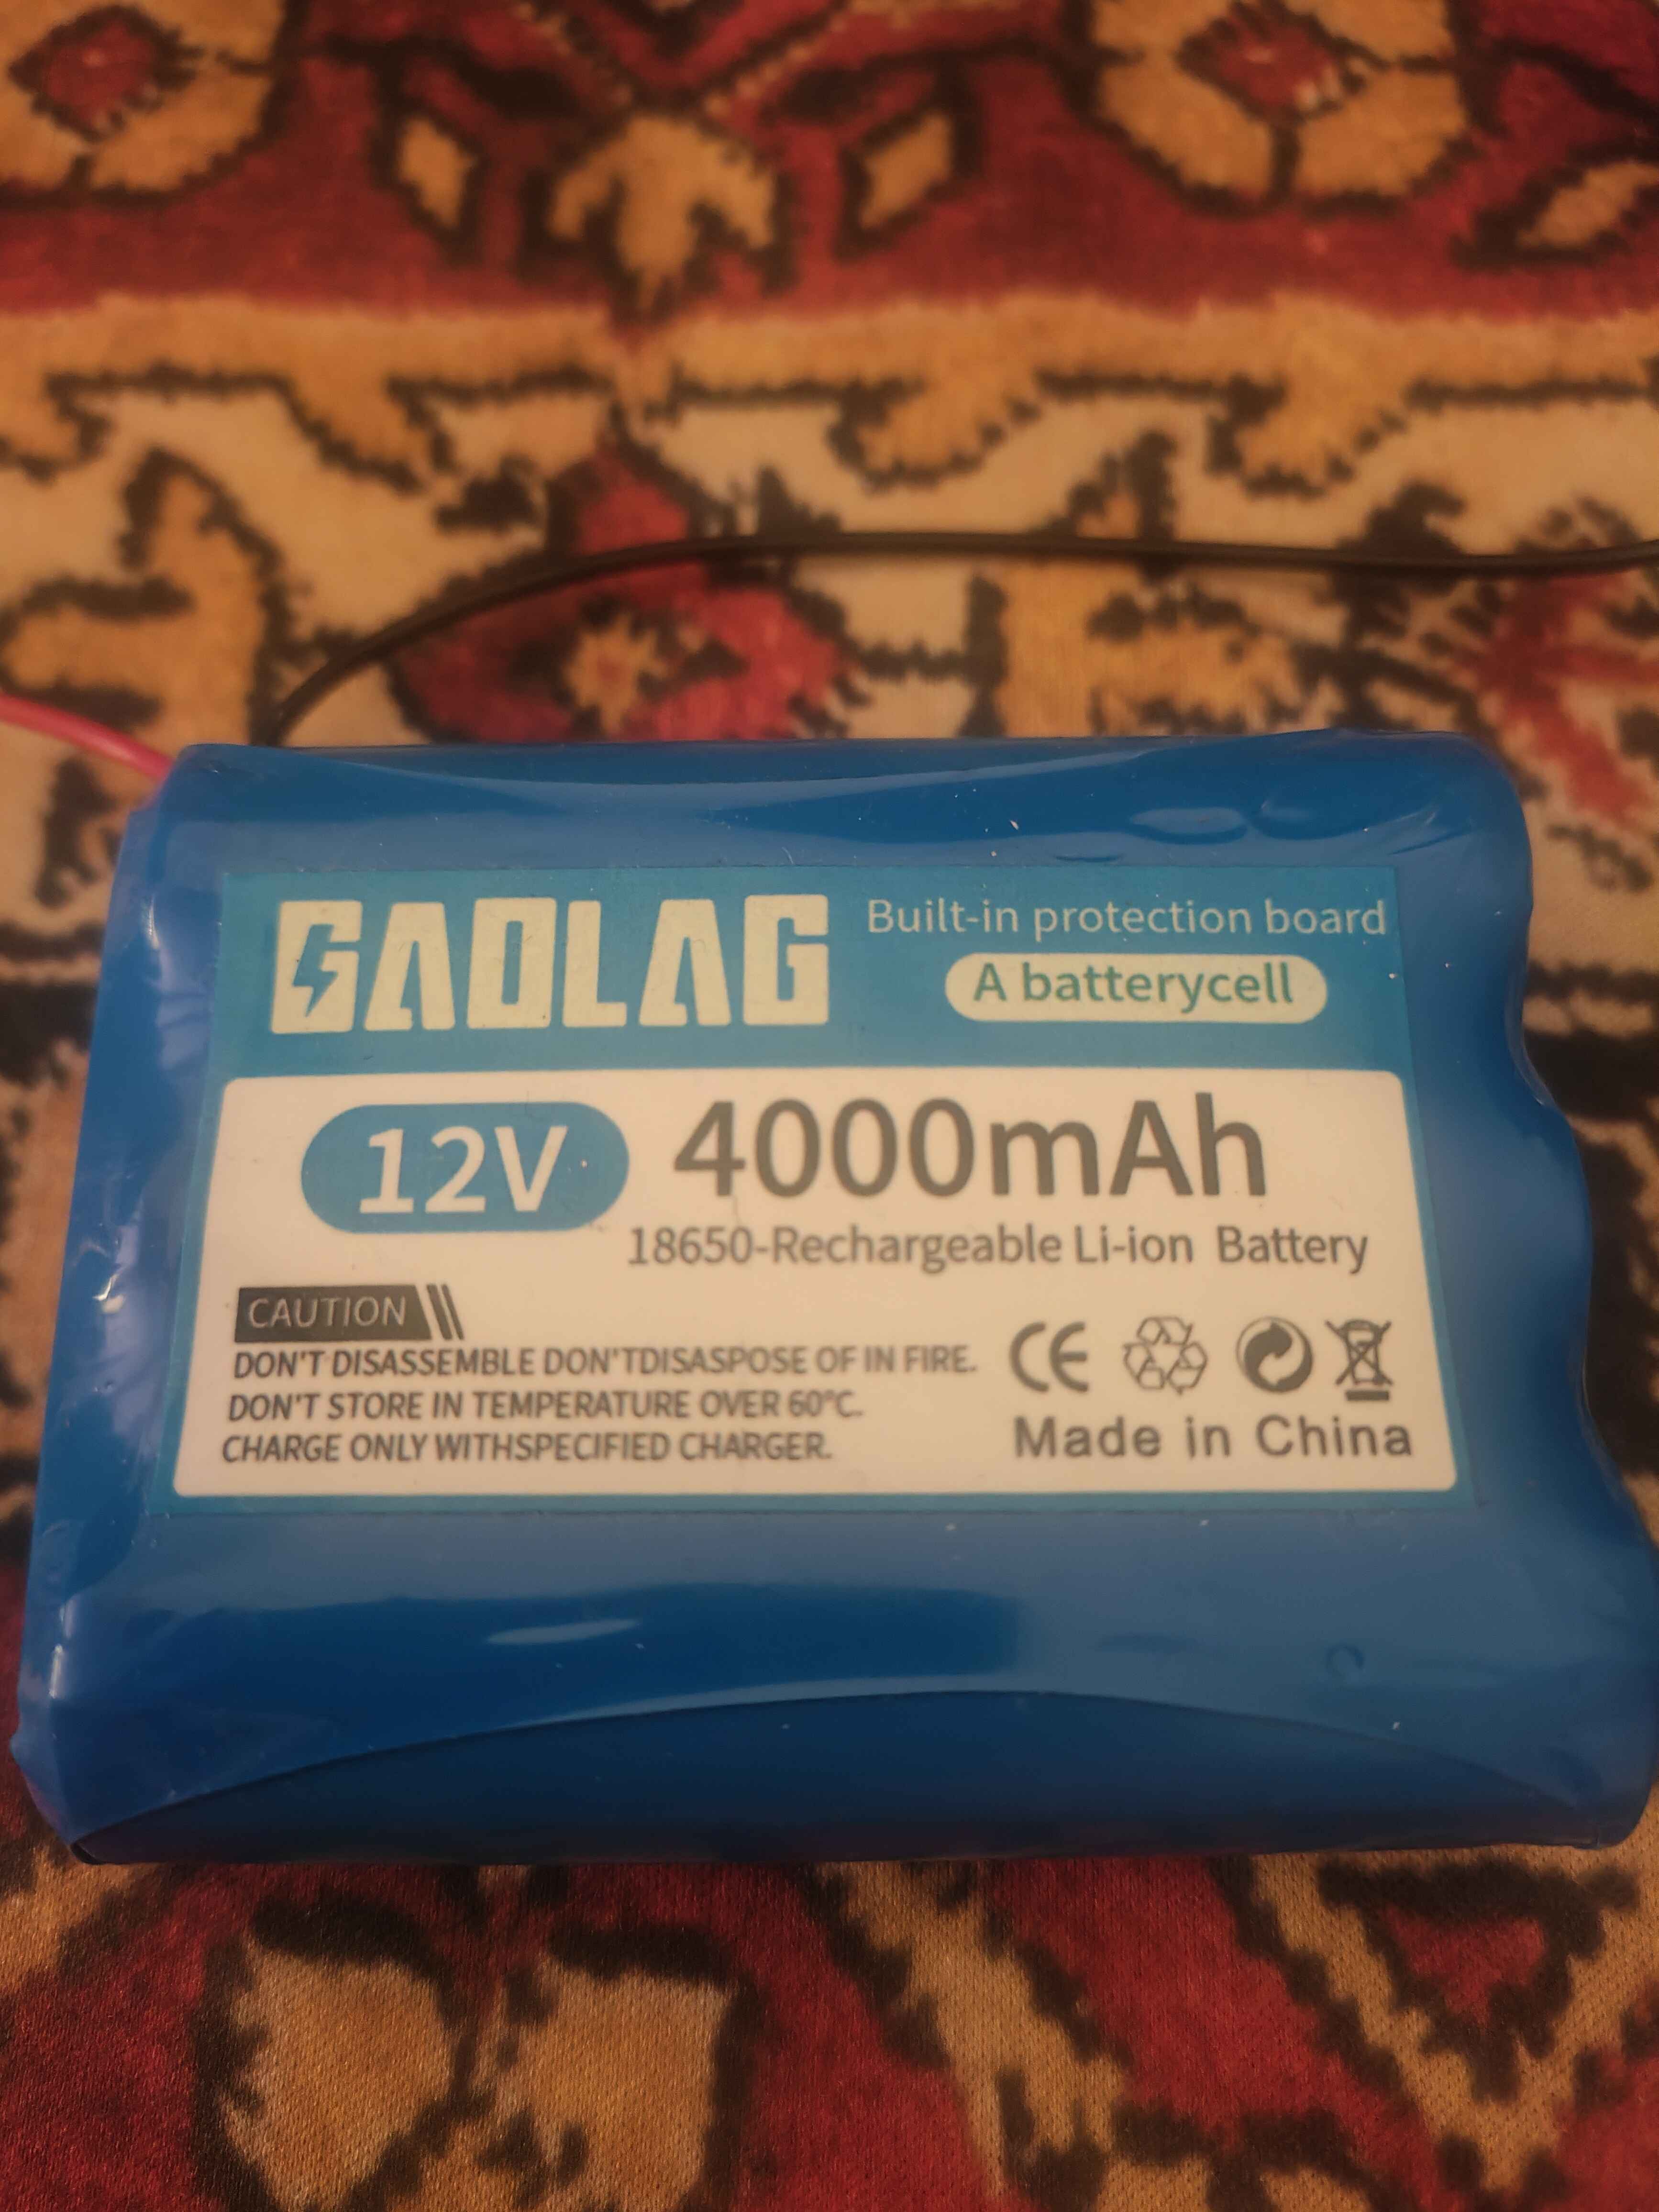 GAOLAG
Built-in protection board
A batterycell
12V
4000mAh
18650-Rechargeable Li-ion Battery
CAUTION
DON'T DISASSEMBLE DON'TDISASPOSE OF IN FIRE.
DON'T STORE IN TEMPERATURE OVER 60°C.
CHARGE ONLY WITHSPECIFIED CHARGER.
CE
Made in China